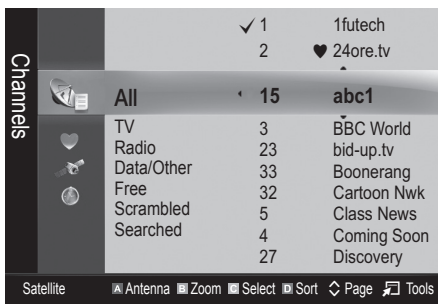 Channels
✓ 1 1futech
2 ♥ 24ore.tv
All 15 abc1
TV 3 BBC World
Radio 23 bid-up.tv
Data/Other 33 Boonerang
Free 32 Cartoon Nwk
Scrambled 5 Class News
Searched 4 Coming Soon
27 Discovery
Satellite A Antenna B Zoom C Select D Sort Page Tools